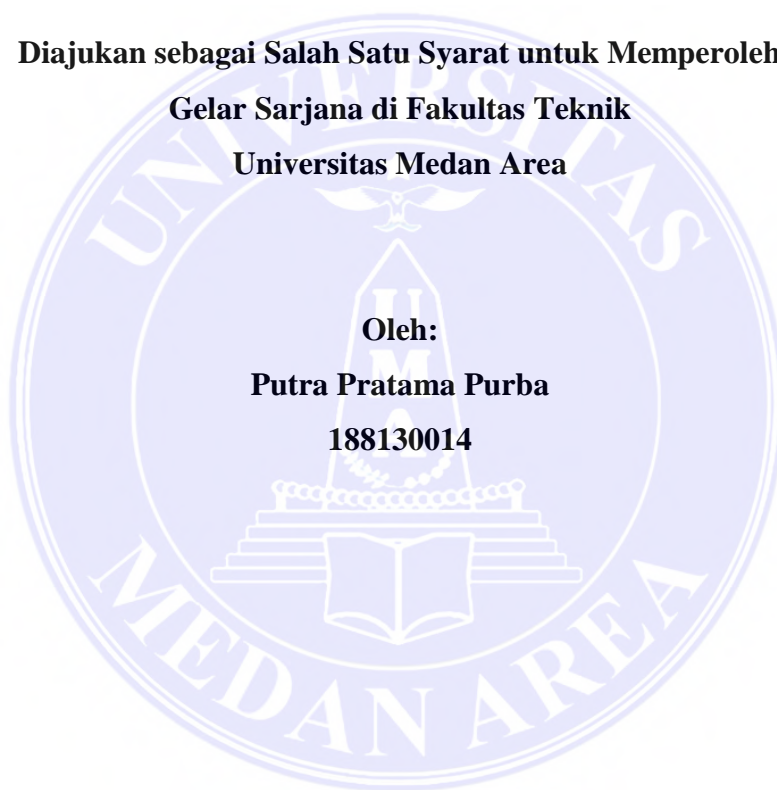 Diajukan sebagai Salah Satu Syarat untuk Memperoleh
Gelar Sarjana di Fakultas Teknik
Universitas Medan Area
UNIVERSITAS
UMA
Oleh:
Putra Pratama Purba
188130014
MEDAN AREA